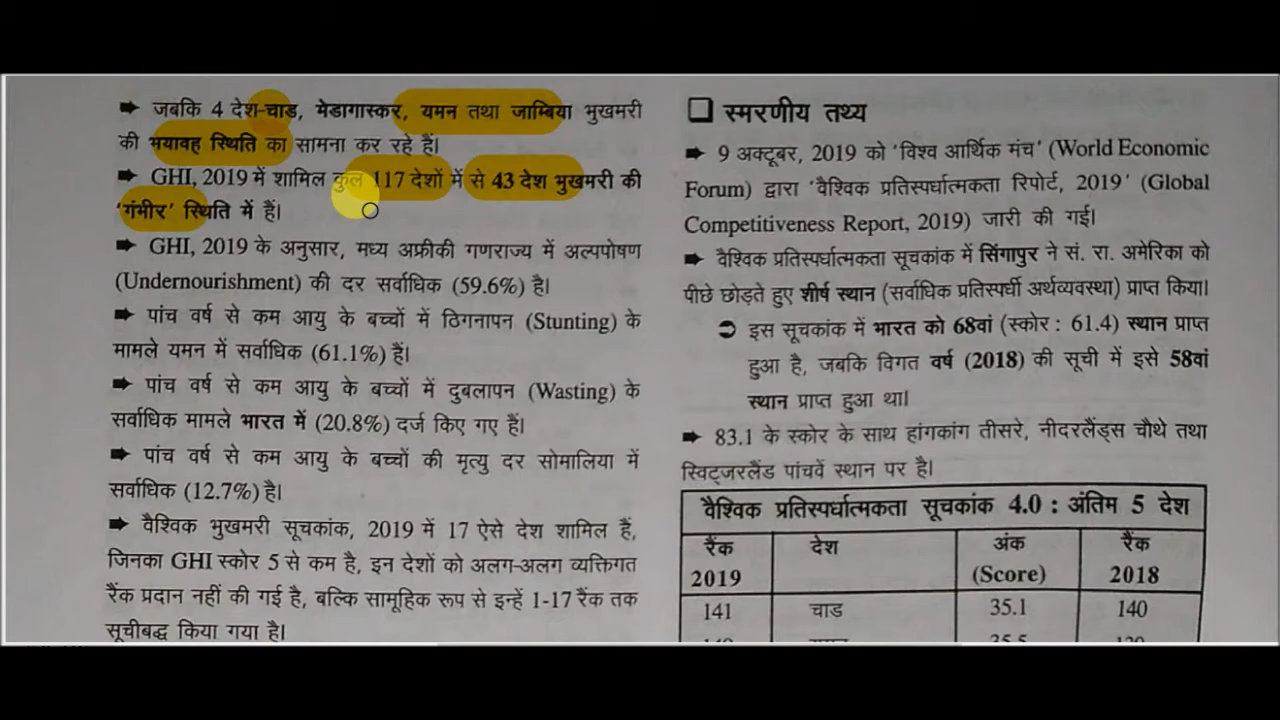 ➡ जबकि 4 देश-चाड, मेडागास्कर, यमन तथा जाम्बिया भुखमरी
की भयावह स्थिति का सामना कर रहे हैं।
➡ GHI, 2019 में शामिल कुल 117 देशों में से 43 देश भुखमरी की
‘गंभीर’ स्थिति में हैं।
➡ GHI, 2019 के अनुसार, मध्य अफ्रीकी गणराज्य में अल्पपोषण
(Undernourishment) की दर सर्वाधिक (59.6%) है।
➡ पांच वर्ष से कम आयु के बच्चों में ठिगनापन (Stunting) के
मामले यमन में सर्वाधिक (61.1%) हैं।
➡ पांच वर्ष से कम आयु के बच्चों में दुबलापन (Wasting) के
सर्वाधिक मामले भारत में (20.8%) दर्ज किए गए हैं।
➡ पांच वर्ष से कम आयु के बच्चों की मृत्यु दर सोमालिया में
सर्वाधिक (12.7%) है।
➡ वैश्विक भुखमरी सूचकांक, 2019 में 17 ऐसे देश शामिल हैं,
जिनका GHI स्कोर 5 से कम है, इन देशों को अलग-अलग व्यक्तिगत
रैंक प्रदान नहीं की गई है, बल्कि सामूहिक रूप से इन्हें 1-17 रैंक तक
सूचीबद्ध किया गया है।
❑ स्मरणीय तथ्य
➡ 9 अक्टूबर, 2019 को ‘विश्व आर्थिक मंच’ (World Economic
Forum) द्वारा ‘वैश्विक प्रतिस्पर्धात्मकता रिपोर्ट, 2019’ (Global
Competitiveness Report, 2019) जारी की गई।
➡ वैश्विक प्रतिस्पर्धात्मकता सूचकांक में सिंगापुर ने सं. रा. अमेरिका को
पीछे छोड़ते हुए शीर्ष स्थान (सर्वाधिक प्रतिस्पर्धी अर्थव्यवस्था) प्राप्त किया।
➲ इस सूचकांक में भारत को 68वां (स्कोर : 61.4) स्थान प्राप्त
हुआ है, जबकि विगत वर्ष (2018) की सूची में इसे 58वां
स्थान प्राप्त हुआ था।
➡ 83.1 के स्कोर के साथ हांगकांग तीसरे, नीदरलैंड्स चौथे तथा
स्विट्जरलैंड पांचवें स्थान पर है।
वैश्विक प्रतिस्पर्धात्मकता सूचकांक 4.0 : अंतिम 5 देश
रैंक देश अंक रैंक
2019 (Score) 2018
141 चाड 35.1 140